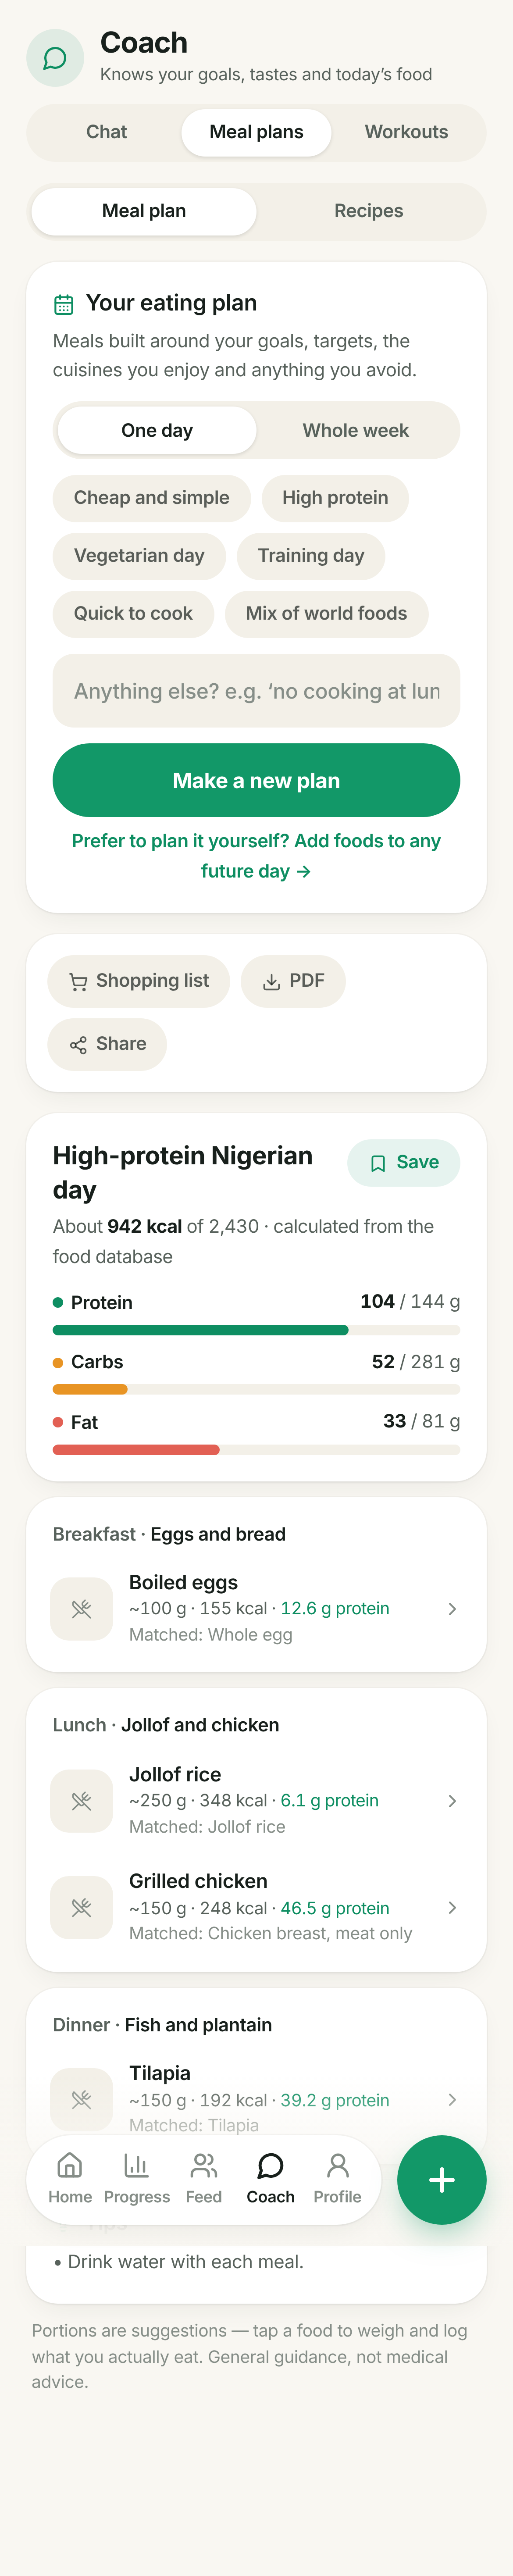 Coach
Knows your goals, tastes and today’s food
Chat
Meal plans
Workouts
Meal plan
Recipes
Your eating plan
Meals built around your goals, targets, the
cuisines you enjoy and anything you avoid.
One day
Whole week
Cheap and simple
High protein
Vegetarian day
Training day
Quick to cook
Mix of world foods
Anything else? e.g. ‘no cooking at lun
Make a new plan
Prefer to plan it yourself? Add foods to any
future day →
Shopping list
PDF
Share
High-protein Nigerian
day
Save
About 942 kcal of 2,430 · calculated from the
food database
Protein
104 / 144 g
Carbs
52 / 281 g
Fat
33 / 81 g
Breakfast · Eggs and bread
Boiled eggs
~100 g · 155 kcal · 12.6 g protein
Matched: Whole egg
Lunch · Jollof and chicken
Jollof rice
~250 g · 348 kcal · 6.1 g protein
Matched: Jollof rice
Grilled chicken
~150 g · 248 kcal · 46.5 g protein
Matched: Chicken breast, meat only
Dinner · Fish and plantain
Tilapia
~150 g · 192 kcal · 39.2 g protein
Matched: Tilapia
Home
Progress
Feed
Coach
Profile
• Drink water with each meal.
Portions are suggestions — tap a food to weigh and log
what you actually eat. General guidance, not medical
advice.